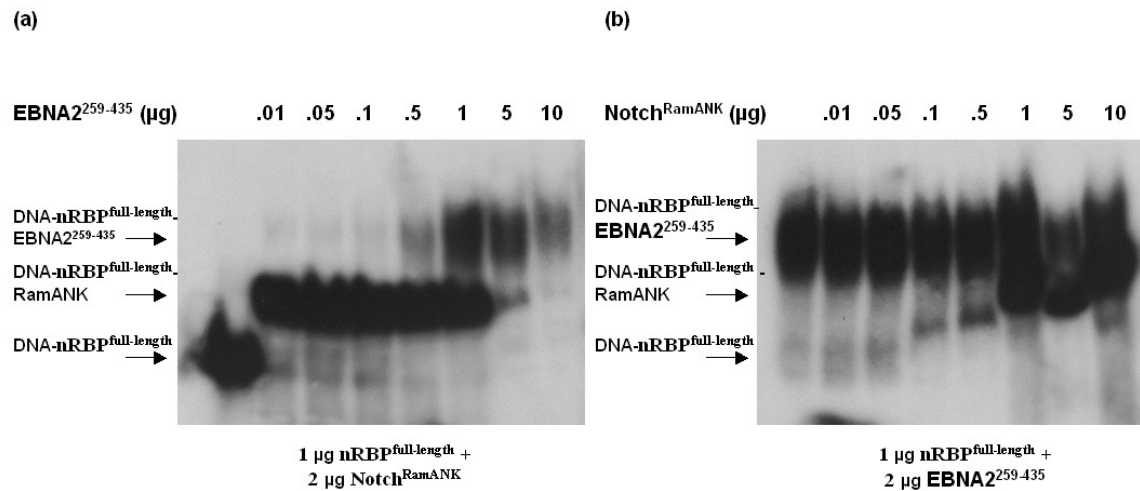 (a)
EBNA2²⁵⁹⁻⁴³⁵ (µg) .01 .05 .1 .5 1 5 10
DNA-nRBPᶠᵘˡˡ⁻ˡᵉⁿᵍᵗʰ-
EBNA2²⁵⁹⁻⁴³⁵
DNA-nRBPᶠᵘˡˡ⁻ˡᵉⁿᵍᵗʰ-
RamANK
DNA-nRBPᶠᵘˡˡ⁻ˡᵉⁿᵍᵗʰ
1 µg nRBPᶠᵘˡˡ⁻ˡᵉⁿᵍᵗʰ +
2 µg Notchᴿᵃᵐᴬᴺᴷ
(b)
Notchᴿᵃᵐᴬᴺᴷ (µg) .01 .05 .1 .5 1 5 10
DNA-nRBPᶠᵘˡˡ⁻ˡᵉⁿᵍᵗʰ-
EBNA2²⁵⁹⁻⁴³⁵
DNA-nRBPᶠᵘˡˡ⁻ˡᵉⁿᵍᵗʰ-
RamANK
DNA-nRBPᶠᵘˡˡ⁻ˡᵉⁿᵍᵗʰ
1 µg nRBPᶠᵘˡˡ⁻ˡᵉⁿᵍᵗʰ +
2 µg EBNA2²⁵⁹⁻⁴³⁵